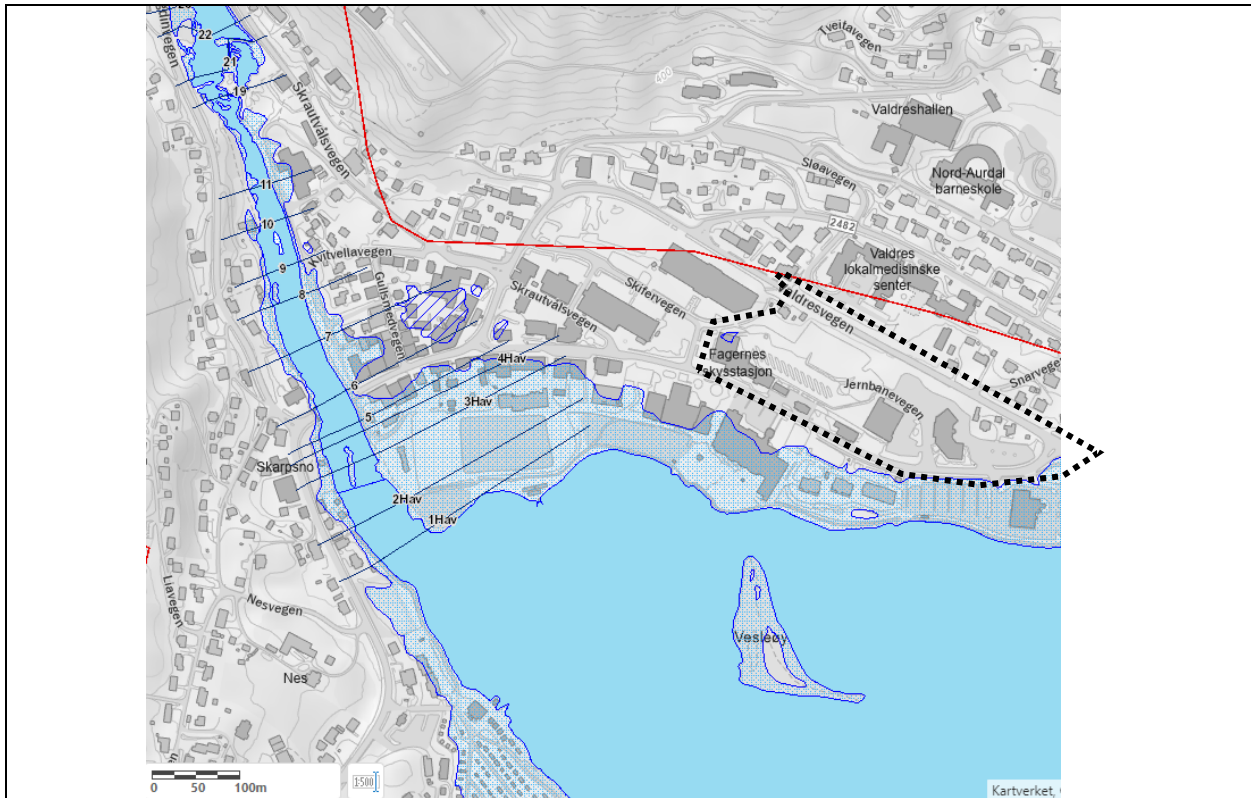 22
21
19
Skrautvålsvegen
Tveitavegen
400
Valdreshallen
Nord-Aurdal
barneskole
Sløavegen
2482
11
10
Kvitvellavegen
9
8
Gullsmedvegen
7
6
5
Skrautvålsvegen
Skifervegen
Valdres
lokalmedisinske
senter
Valdresvegen
Fagernes
skysstasjon
Jernbanevegen
Snarvegen
4Hav
3Hav
2Hav
1Hav
Skarpsno
Liavegen
Nesvegen
Nes
Vesleøy
0 50 100m
1:500
Kartverket,